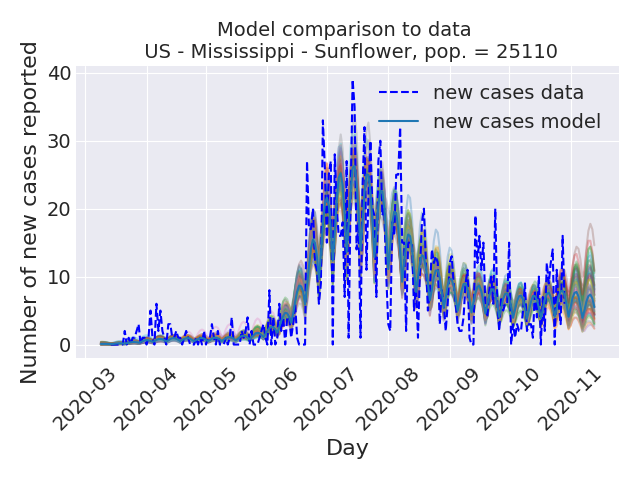 Model comparison to data
US - Mississippi - Sunflower, pop. = 25110
Number of new cases reported
40
30
20
10
0
new cases data
new cases model
2020-03
2020-04
2020-05
2020-06
2020-07
2020-08
2020-09
2020-10
2020-11
Day